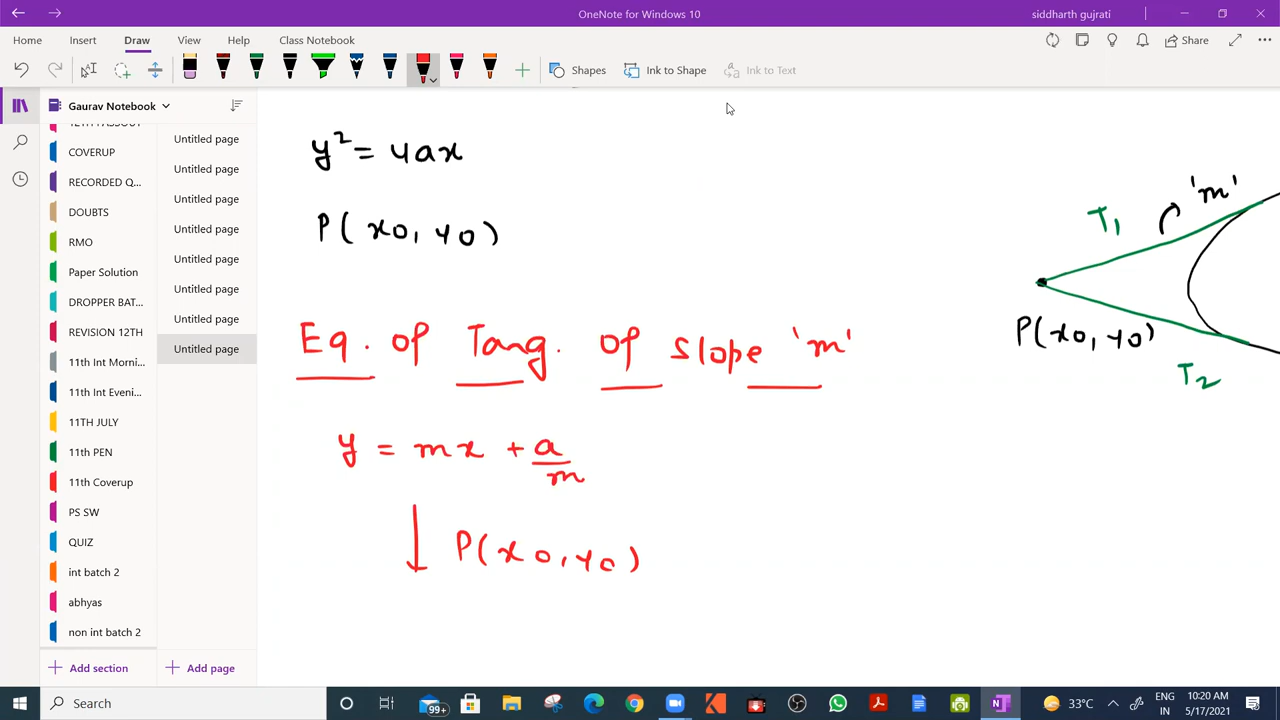 OneNote for Windows 10
siddharth gujrati
Home Insert Draw View Help Class Notebook
Share
Shapes Ink to Shape Ink to Text
Gaurav Notebook
COVERUP
RECORDED Q...
DOUBTS
RMO
Paper Solution
DROPPER BAT...
REVISION 12TH
11th Int Morni...
11th Int Eveni...
11TH JULY
11th PEN
11th Coverup
PS SW
QUIZ
int batch 2
abhyas
non int batch 2
Add section
Untitled page
Untitled page
Untitled page
Untitled page
Untitled page
Untitled page
Untitled page
Untitled page
Add page
y² = 4ax
P(x0, y0)
Eq. of Tang. of slope 'm'
y = mx + a/m
↓ P(x0, y0)
'm'
T1
P(x0, y0)
T2
Search
99+
33°C
ENG
IN
10:20 AM
5/17/2021